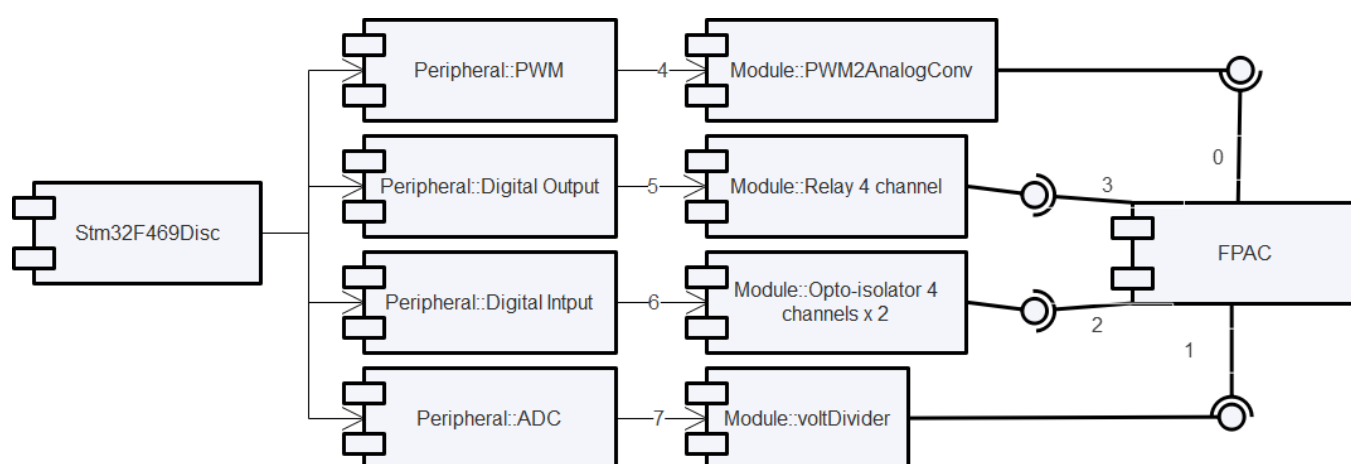 Peripheral::PWM
4
Module::PWM2AnalogConv
0
Peripheral::Digital Output
5
Module::Relay 4 channel
3
Stm32F469Disc
FPAC
Peripheral::Digital Intput
6
Module::Opto-isolator 4
channels x 2
2
1
Peripheral::ADC
7
Module::voltDivider